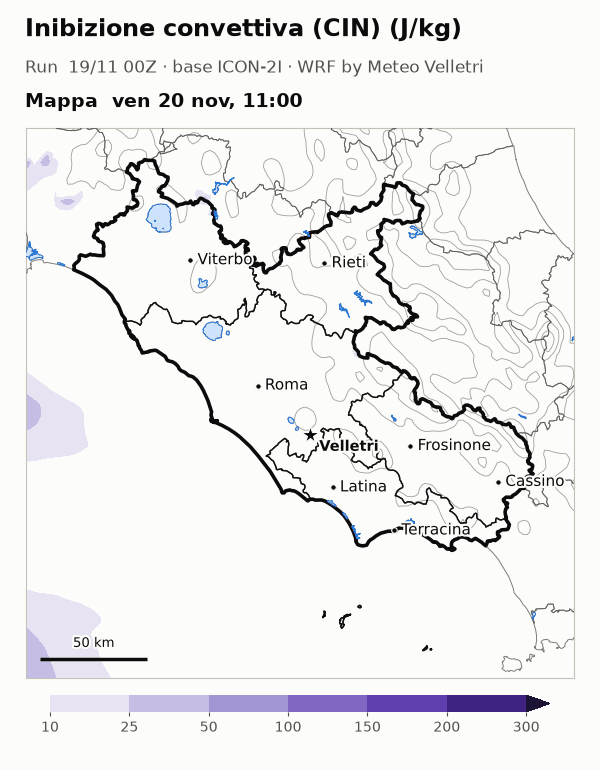 Inibizione convettiva (CIN) (J/kg)
Run  19/11 00Z · base ICON-2I · WRF by Meteo Velletri
Mappa  ven 20 nov, 11:00
Viterbo
Rieti
Roma
Velletri
Frosinone
Cassino
Latina
Terracina
50 km
10 25 50 100 150 200 300